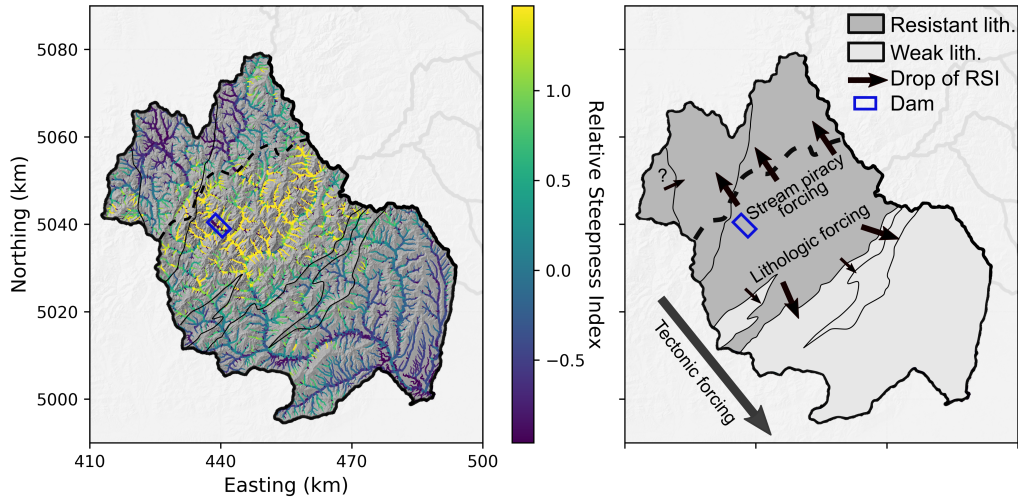 5080
5060
5040
5020
5000
410
440
470
500
Northing (km)
Easting (km)
1.0
0.5
0.0
−0.5
Relative Steepness Index
Resistant lith.
Weak lith.
Drop of RSI
Dam
?
Stream piracy
forcing
Lithologic forcing
Tectonic forcing